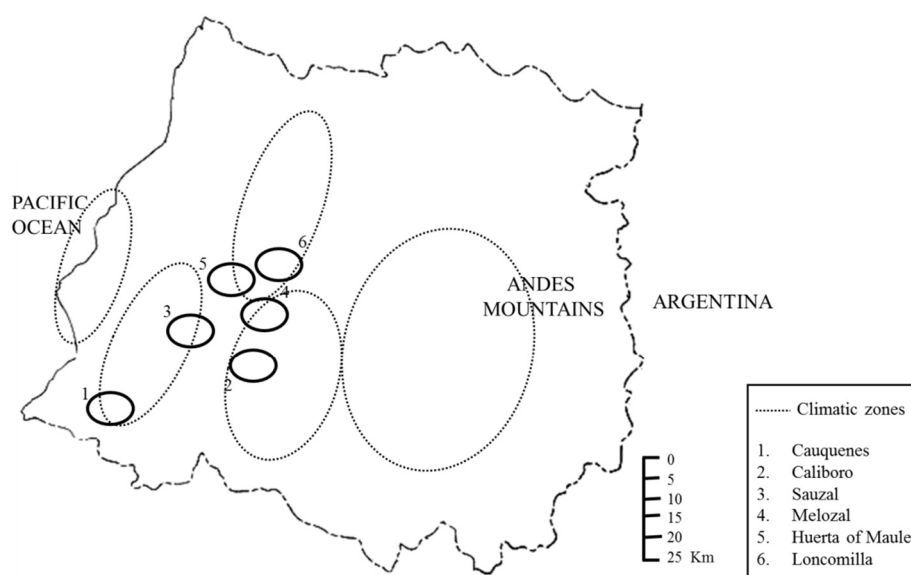 PACIFIC
OCEAN
6
5
ANDES
MOUNTAINS
ARGENTINA
4
3
2
1
0
5
10
15
20
25 Km
Climatic zones
1. Cauquenes
2. Caliboro
3. Sauzal
4. Melozal
5. Huerta of Maule
6. Loncomilla